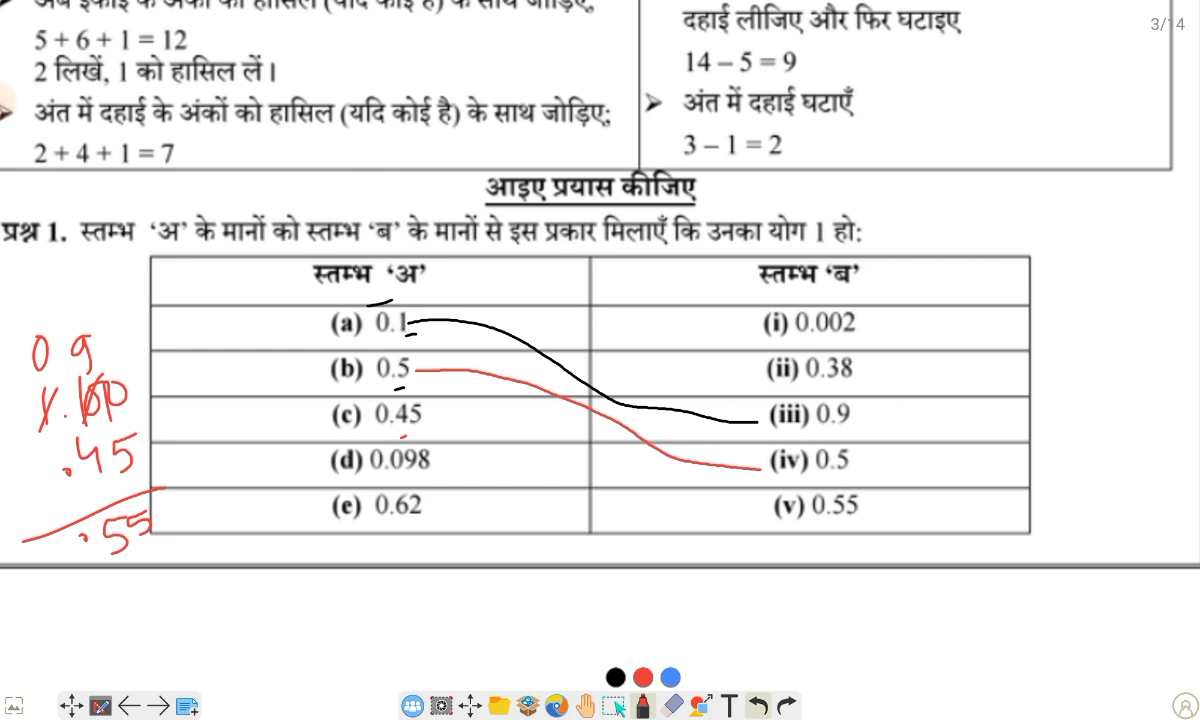 अब इकाई के अंकों को हासिल (यदि कोई है) के साथ जोड़िए;
5 + 6 + 1 = 12
2 लिखें, 1 को हासिल लें।
➢ अंत में दहाई के अंकों को हासिल (यदि कोई है) के साथ जोड़िए;
2 + 4 + 1 = 7
दहाई लीजिए और फिर घटाइए
14 – 5 = 9
➢ अंत में दहाई घटाएँ
3 – 1 = 2
3/14
आइए प्रयास कीजिए
प्रश्न 1. स्तम्भ ‘अ’ के मानों को स्तम्भ ‘ब’ के मानों से इस प्रकार मिलाएँ कि उनका योग 1 हो:
स्तम्भ ‘अ’ स्तम्भ ‘ब’
(a) 0.1 (i) 0.002
(b) 0.5 (ii) 0.38
(c) 0.45 (iii) 0.9
(d) 0.098 (iv) 0.5
(e) 0.62 (v) 0.55
0 9
.45
.55
T